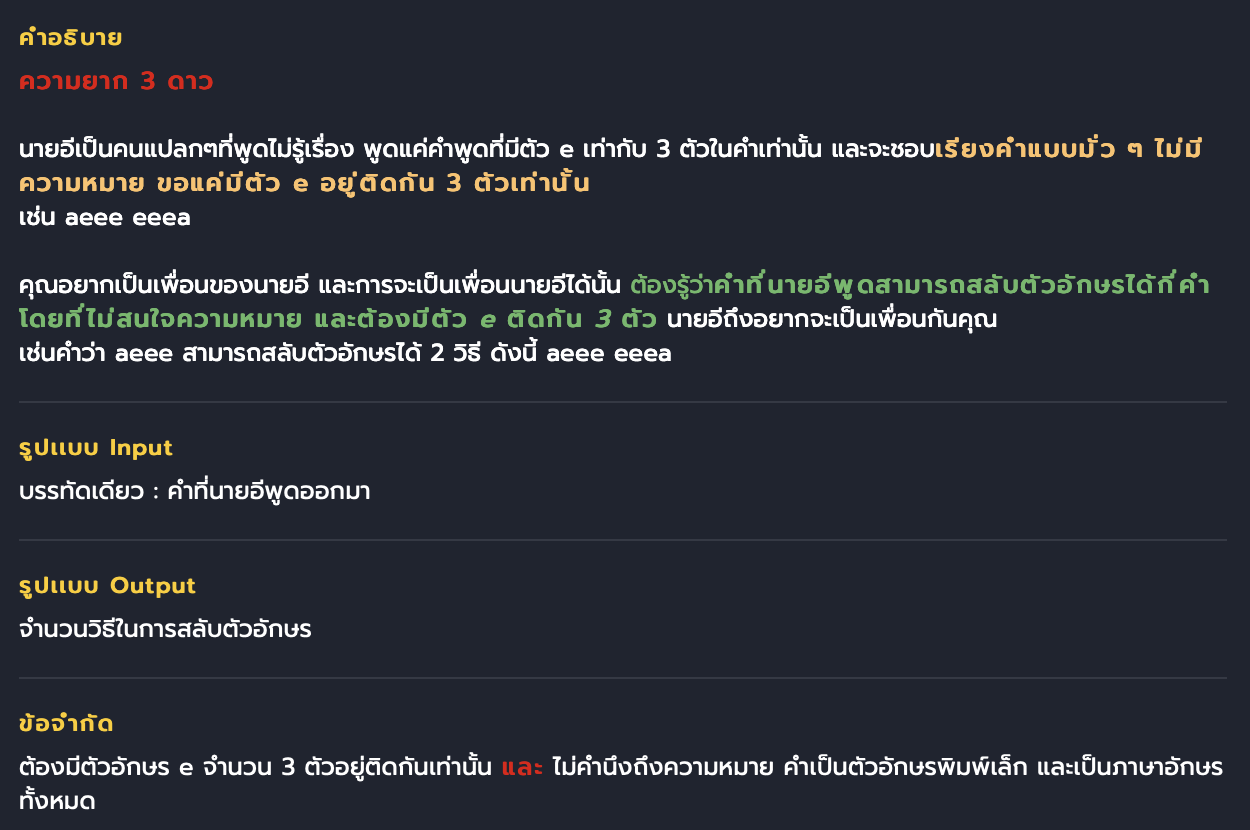 คำอธิบาย
ความยาก 3 ดาว
นายอีเป็นคนแปลกๆที่พูดไม่รู้เรื่อง พูดแค่คำพูดที่มีตัว e เท่ากับ 3 ตัวในคำเท่านั้น และจะชอบเรียงคำแบบมั่ว ๆ ไม่มี
ความหมาย ขอแค่มีตัว e อยู่ติดกัน 3 ตัวเท่านั้น
เช่น aeee eeea
คุณอยากเป็นเพื่อนของนายอี และการจะเป็นเพื่อนนายอีได้นั้น ต้องรู้ว่าคำที่นายอีพูดสามารถสลับตัวอักษรได้กี่คำ
โดยที่ไม่สนใจความหมาย และต้องมีตัว e ติดกัน 3 ตัว นายอีถึงอยากจะเป็นเพื่อนกันคุณ
เช่นคำว่า aeee สามารถสลับตัวอักษรได้ 2 วิธี ดังนี้ aeee eeea
รูปแบบ Input
บรรทัดเดียว : คำที่นายอีพูดออกมา
รูปแบบ Output
จำนวนวิธีในการสลับตัวอักษร
ข้อจำกัด
ต้องมีตัวอักษร e จำนวน 3 ตัวอยู่ติดกันเท่านั้น และ ไม่คำนึงถึงความหมาย คำเป็นตัวอักษรพิมพ์เล็ก และเป็นภาษาอักษร
ทั้งหมด